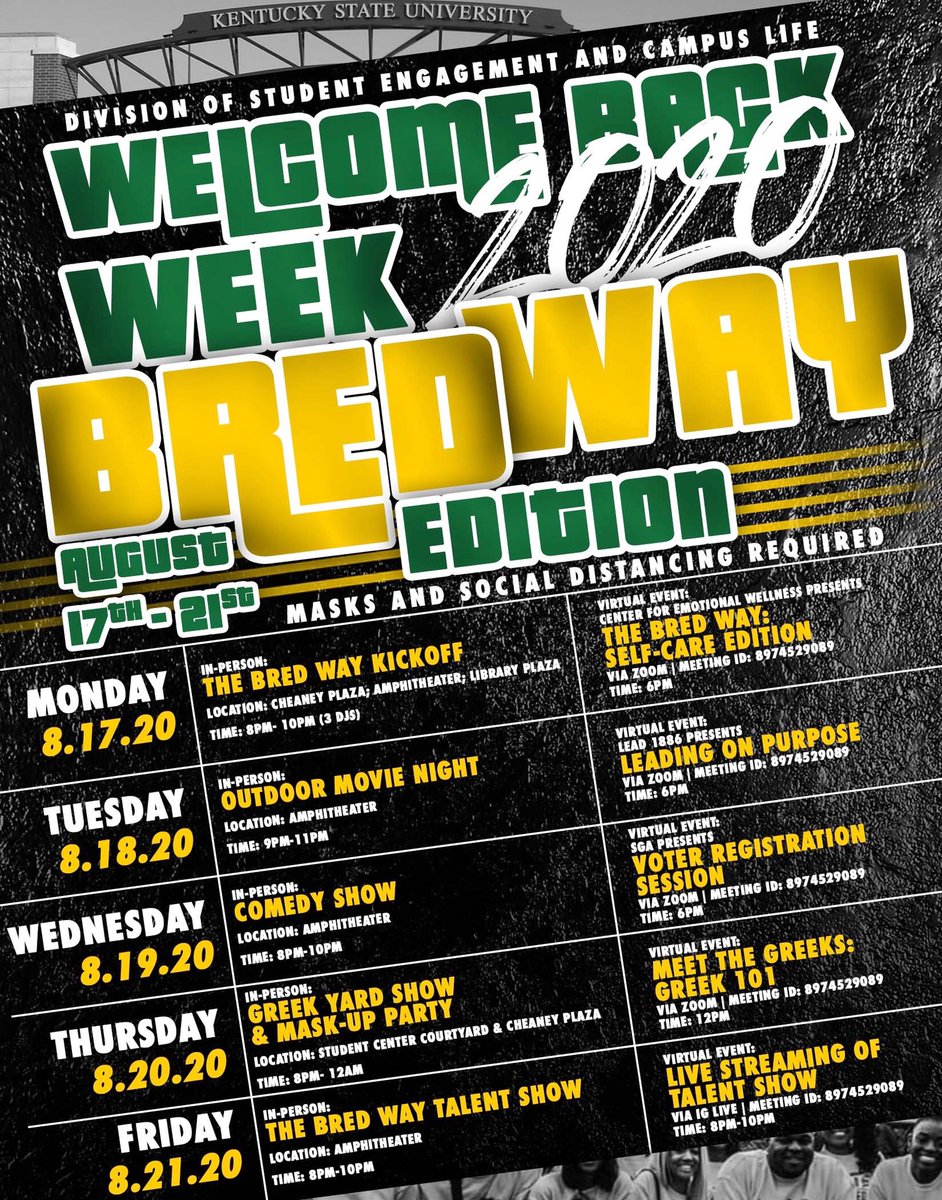 KENTUCKY STATE UNIVERSITY
DIVISION OF STUDENT ENGAGEMENT AND CAMPUS LIFE
WELCOME BACK
WEEK 2020
BREDWAY
EDITION
AUGUST
17TH - 21ST
MASKS AND SOCIAL DISTANCING REQUIRED
MONDAY
8.17.20
IN-PERSON:
THE BRED WAY KICKOFF
LOCATION: CHEANEY PLAZA; AMPHITHEATER; LIBRARY PLAZA
TIME: 8PM- 10PM (3 DJS)
VIRTUAL EVENT:
CENTER FOR EMOTIONAL WELLNESS PRESENTS
THE BRED WAY:
SELF-CARE EDITION
VIA ZOOM | MEETING ID: 8974529089
TIME: 6PM
TUESDAY
8.18.20
IN-PERSON:
OUTDOOR MOVIE NIGHT
LOCATION: AMPHITHEATER
TIME: 9PM-11PM
VIRTUAL EVENT:
LEAD 1886 PRESENTS
LEADING ON PURPOSE
VIA ZOOM | MEETING ID: 8974529089
TIME: 6PM
WEDNESDAY
8.19.20
IN-PERSON:
COMEDY SHOW
LOCATION: AMPHITHEATER
TIME: 8PM-10PM
VIRTUAL EVENT:
SGA PRESENTS
VOTER REGISTRATION
SESSION
VIA ZOOM | MEETING ID: 8974529089
TIME: 6PM
THURSDAY
8.20.20
IN-PERSON:
GREEK YARD SHOW
& MASK-UP PARTY
LOCATION: STUDENT CENTER COURTYARD & CHEANEY PLAZA
TIME: 8PM- 12AM
VIRTUAL EVENT:
MEET THE GREEKS:
GREEK 101
VIA ZOOM | MEETING ID: 8974529089
TIME: 12PM
FRIDAY
8.21.20
IN-PERSON:
THE BRED WAY TALENT SHOW
LOCATION: AMPHITHEATER
TIME: 8PM-10PM
VIRTUAL EVENT:
LIVE STREAMING OF
TALENT SHOW
VIA IG LIVE | MEETING ID: 8974529089
TIME: 8PM-10PM